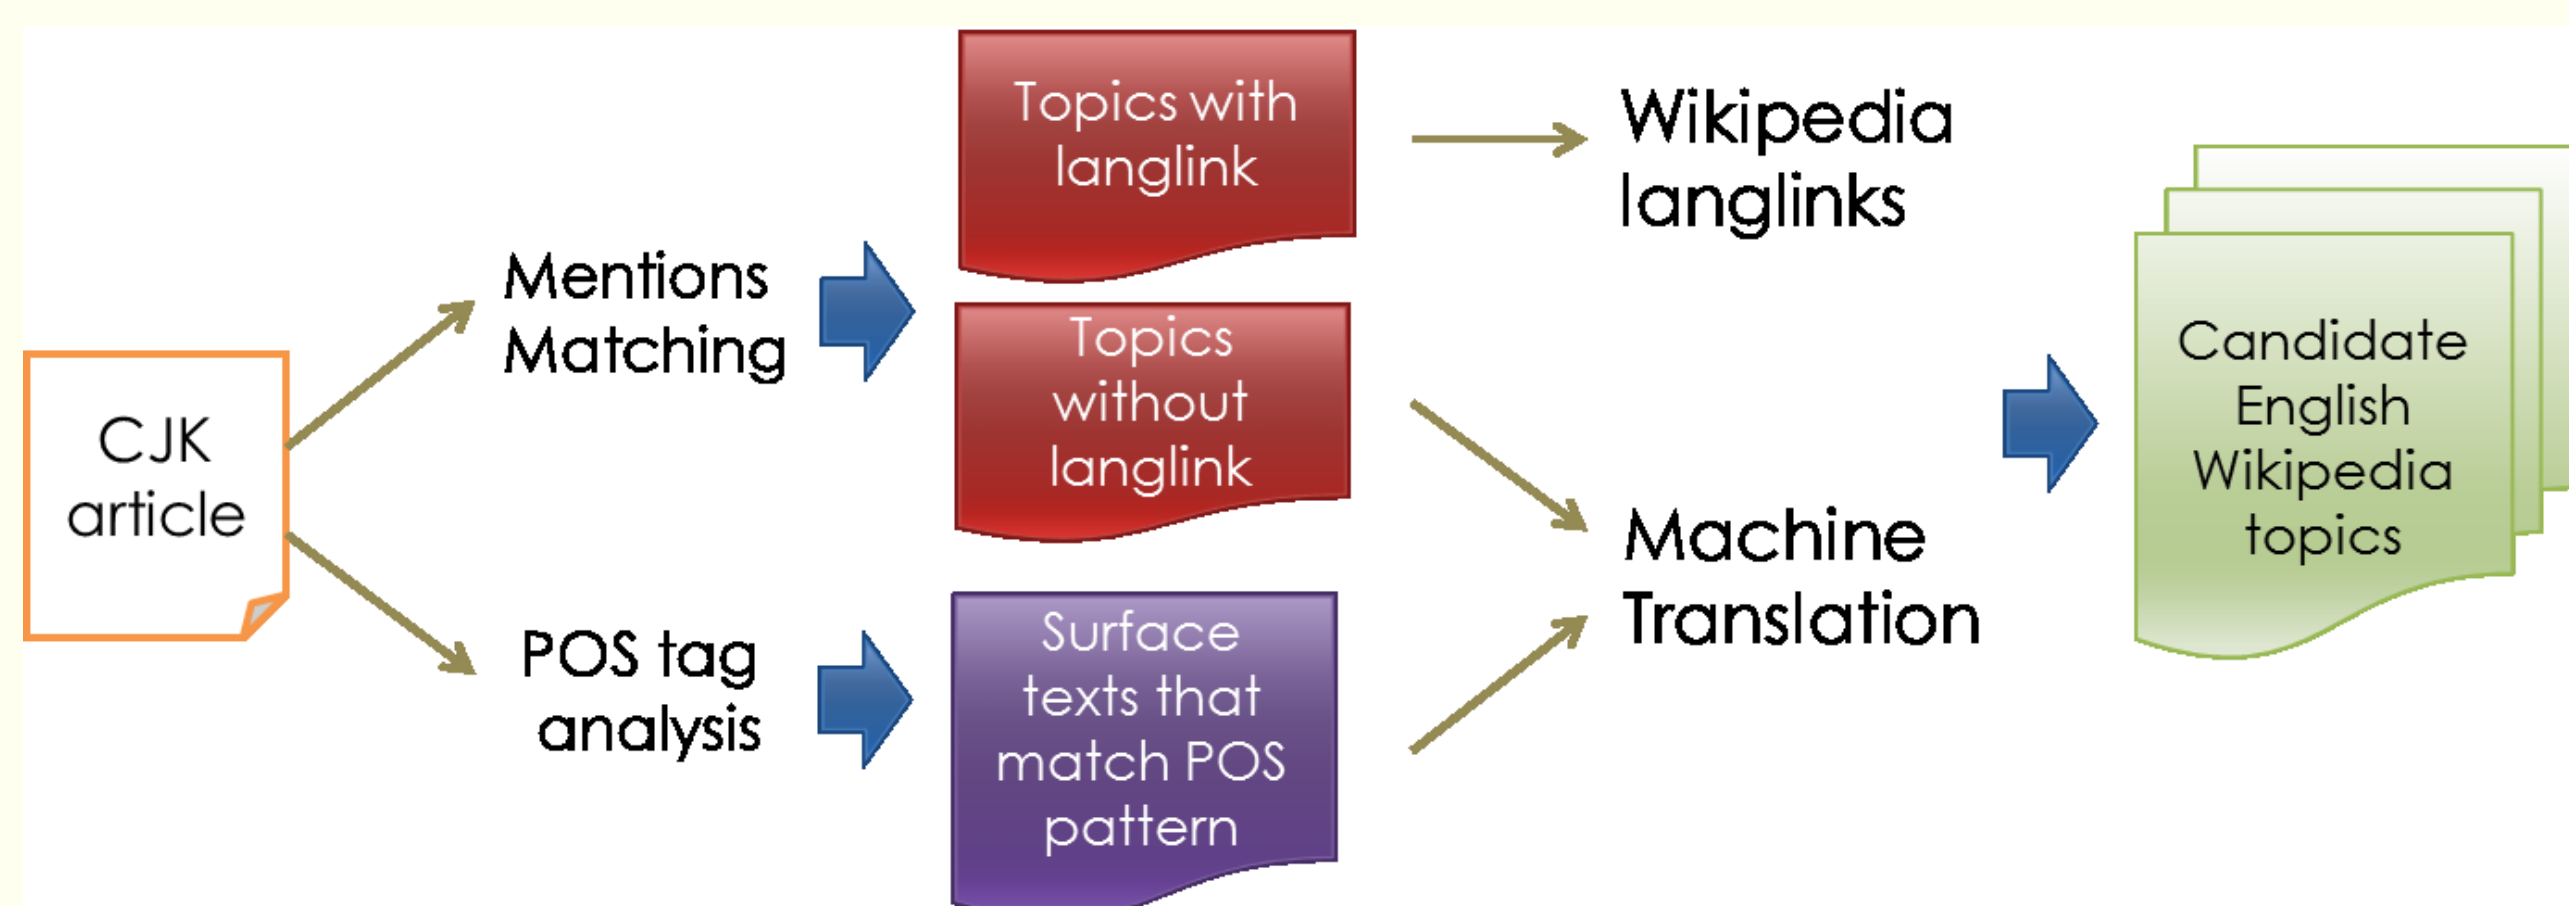 CJK
article
Mentions
Matching
POS tag
analysis
Topics with
langlink
Topics
without
langlink
Surface
texts that
match POS
pattern
Wikipedia
langlinks
Machine
Translation
Candidate
English
Wikipedia
topics